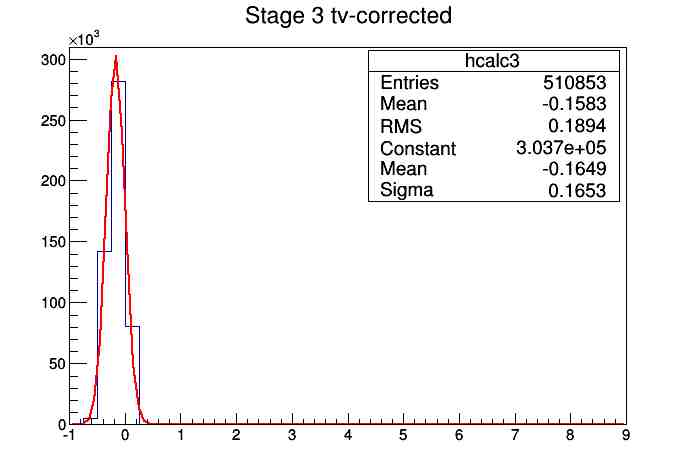 Stage 3 tv-corrected
×10³
hcalc3
Entries 510853
Mean -0.1583
RMS 0.1894
Constant 3.037e+05
Mean -0.1649
Sigma 0.1653
300
250
200
150
100
50
0
-1 0 1 2 3 4 5 6 7 8 9